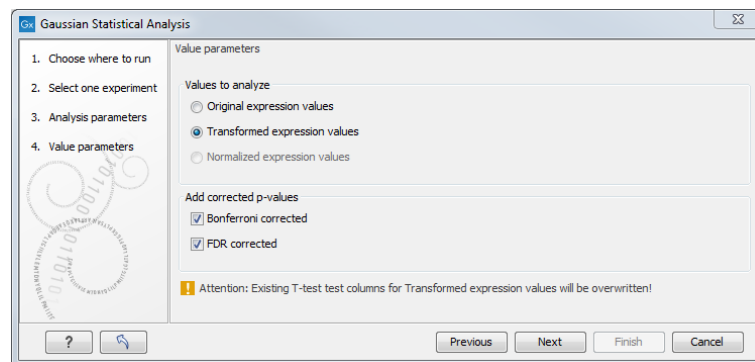 Gx Gaussian Statistical Analysis
1. Choose where to run
2. Select one experiment
3. Analysis parameters
4. Value parameters
Value parameters
Values to analyze
Original expression values
Transformed expression values
Normalized expression values
Add corrected p-values
Bonferroni corrected
FDR corrected
! Attention: Existing T-test test columns for Transformed expression values will be overwritten!
?
Previous
Next
Finish
Cancel